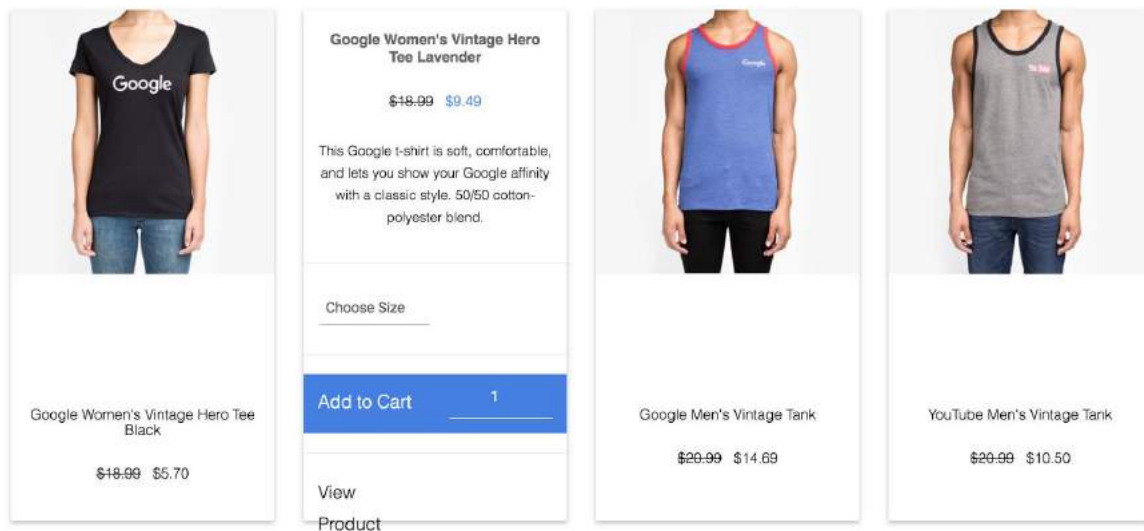 Google
Google Women's Vintage Hero Tee
Black
$18.99 $5.70
Google Women's Vintage Hero
Tee Lavender
$18.99 $9.49
This Google t-shirt is soft, comfortable,
and lets you show your Google affinity
with a classic style. 50/50 cotton-
polyester blend.
Choose Size
Add to Cart 1
View
Product
Google
Google Men's Vintage Tank
$20.99 $14.69
YouTube Men's Vintage Tank
$20.99 $10.50